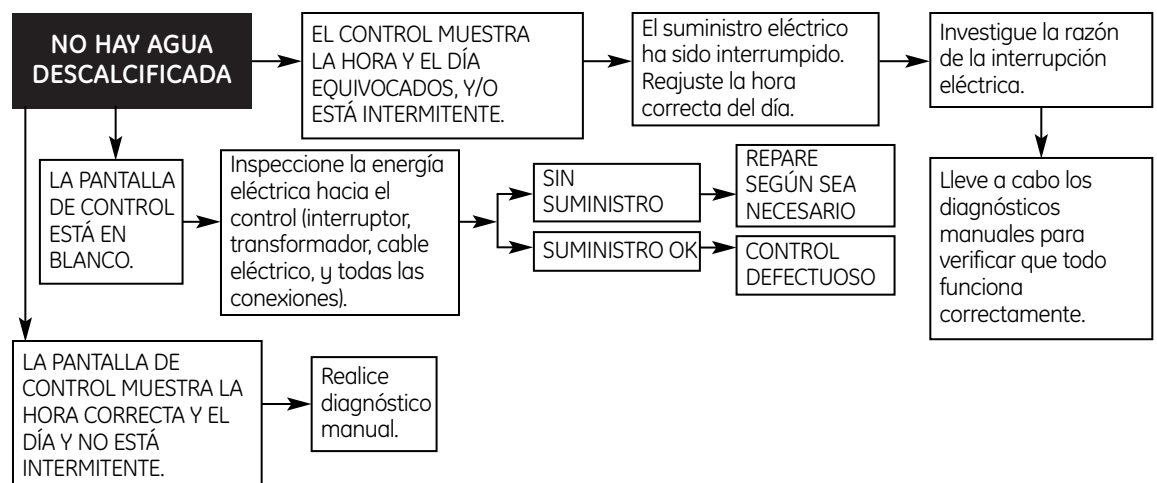 NO HAY AGUA
DESCALCIFICADA
EL CONTROL MUESTRA
LA HORA Y EL DÍA
EQUIVOCADOS, Y/O
ESTÁ INTERMITENTE.
El suministro eléctrico
ha sido interrumpido.
Reajuste la hora
correcta del día.
Investigue la razón
de la interrupción
eléctrica.
Lleve a cabo los
diagnósticos
manuales para
verificar que todo
funciona
correctamente.
LA PANTALLA
DE CONTROL
ESTÁ EN
BLANCO.
Inspeccione la energía
eléctrica hacia el
control (interruptor,
transformador, cable
eléctrico, y todas las
conexiones).
SIN
SUMINISTRO
REPARE
SEGÚN SEA
NECESARIO
SUMINISTRO OK
CONTROL
DEFECTUOSO
LA PANTALLA DE
CONTROL MUESTRA LA
HORA CORRECTA Y EL
DÍA Y NO ESTÁ
INTERMITENTE.
Realice
diagnóstico
manual.